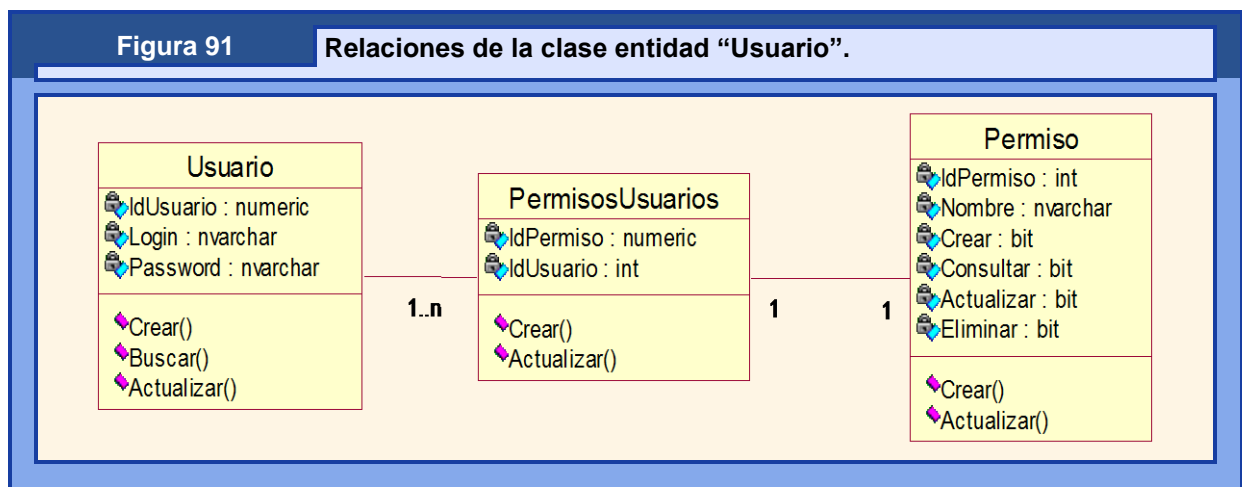 Figura 91
Relaciones de la clase entidad “Usuario”.
Usuario
IdUsuario : numeric
Login : nvarchar
Password : nvarchar
Crear()
Buscar()
Actualizar()
1..n
PermisosUsuarios
IdPermiso : numeric
IdUsuario : int
Crear()
Actualizar()
1
1
Permiso
IdPermiso : int
Nombre : nvarchar
Crear : bit
Consultar : bit
Actualizar : bit
Eliminar : bit
Crear()
Actualizar()